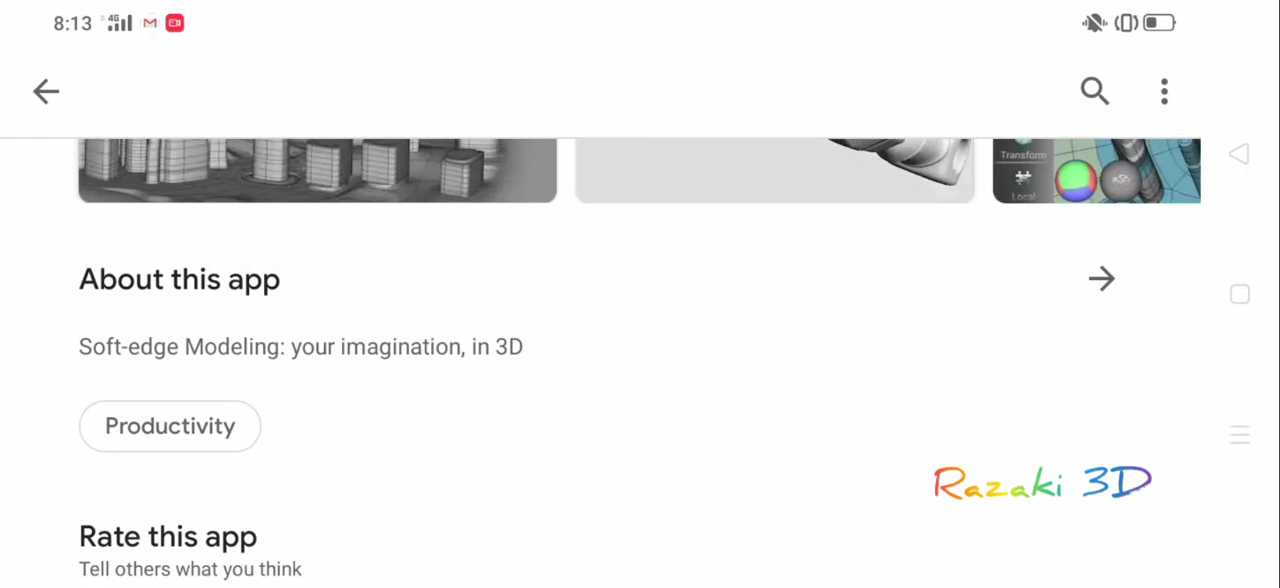 8:13 4G
Transform
Local
About this app
Soft-edge Modeling: your imagination, in 3D
Productivity
Razaki 3D
Rate this app
Tell others what you think